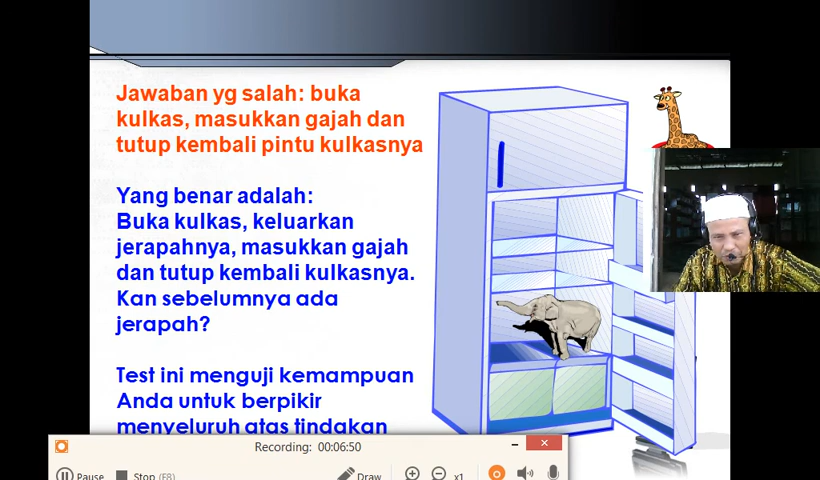 Jawaban yg salah: buka
kulkas, masukkan gajah dan
tutup kembali pintu kulkasnya
Yang benar adalah:
Buka kulkas, keluarkan
jerapahnya, masukkan gajah
dan tutup kembali kulkasnya.
Kan sebelumnya ada
jerapah?
Test ini menguji kemampuan
Anda untuk berpikir
menyeluruh atas tindakan
Recording: 00:06:50
Pause Stop (F8) Draw x1